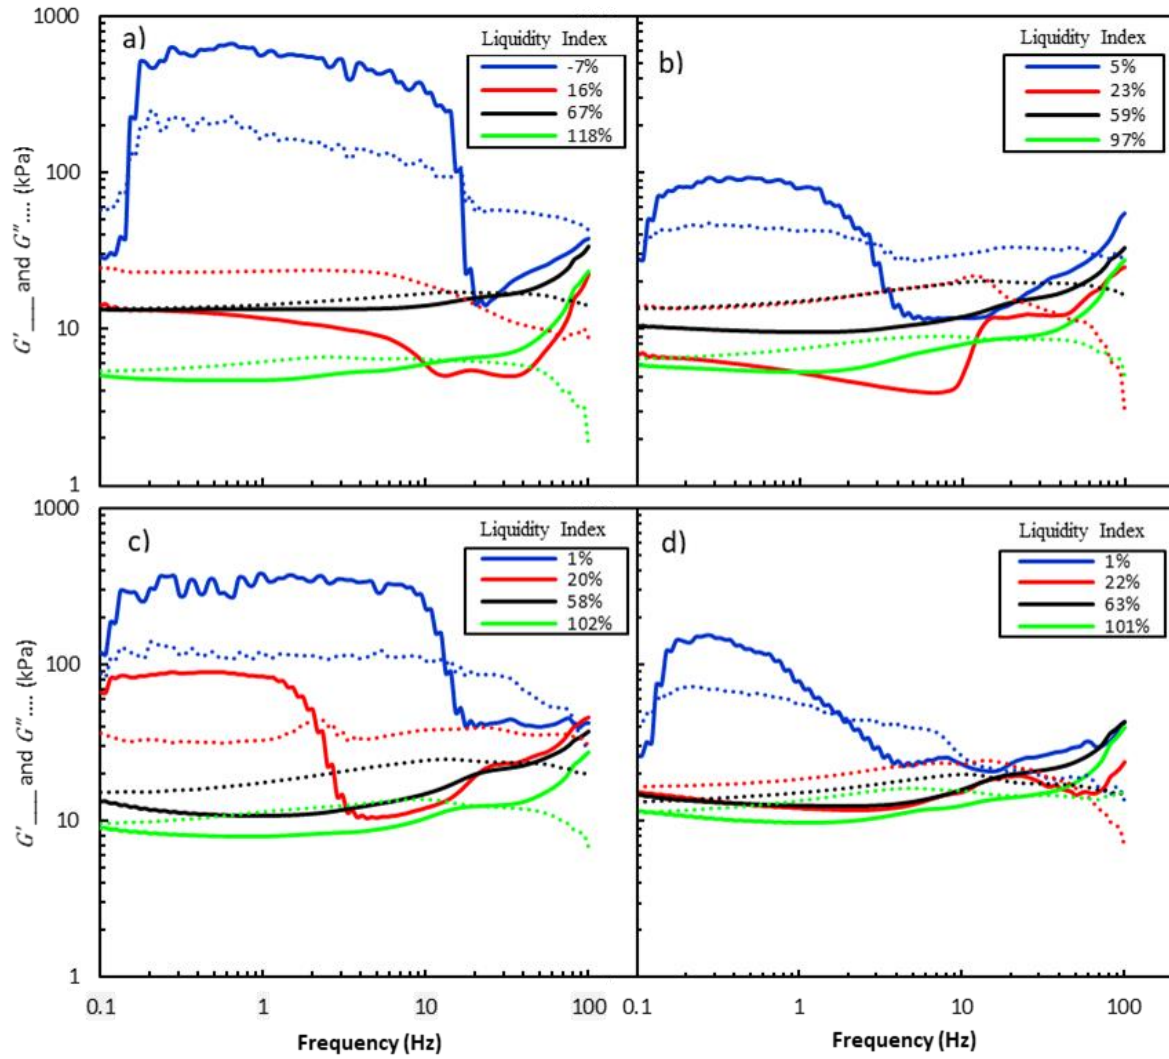 1000
100
10
1
G' ____ and G'' .... (kPa)
a)
Liquidity Index
-7%
16%
67%
118%
b)
Liquidity Index
5%
23%
59%
97%
1000
100
10
1
G' ____ and G'' .... (kPa)
c)
Liquidity Index
1%
20%
58%
102%
d)
Liquidity Index
1%
22%
63%
101%
0.1 1 10 100
Frequency (Hz)
0.1 1 10 100
Frequency (Hz)